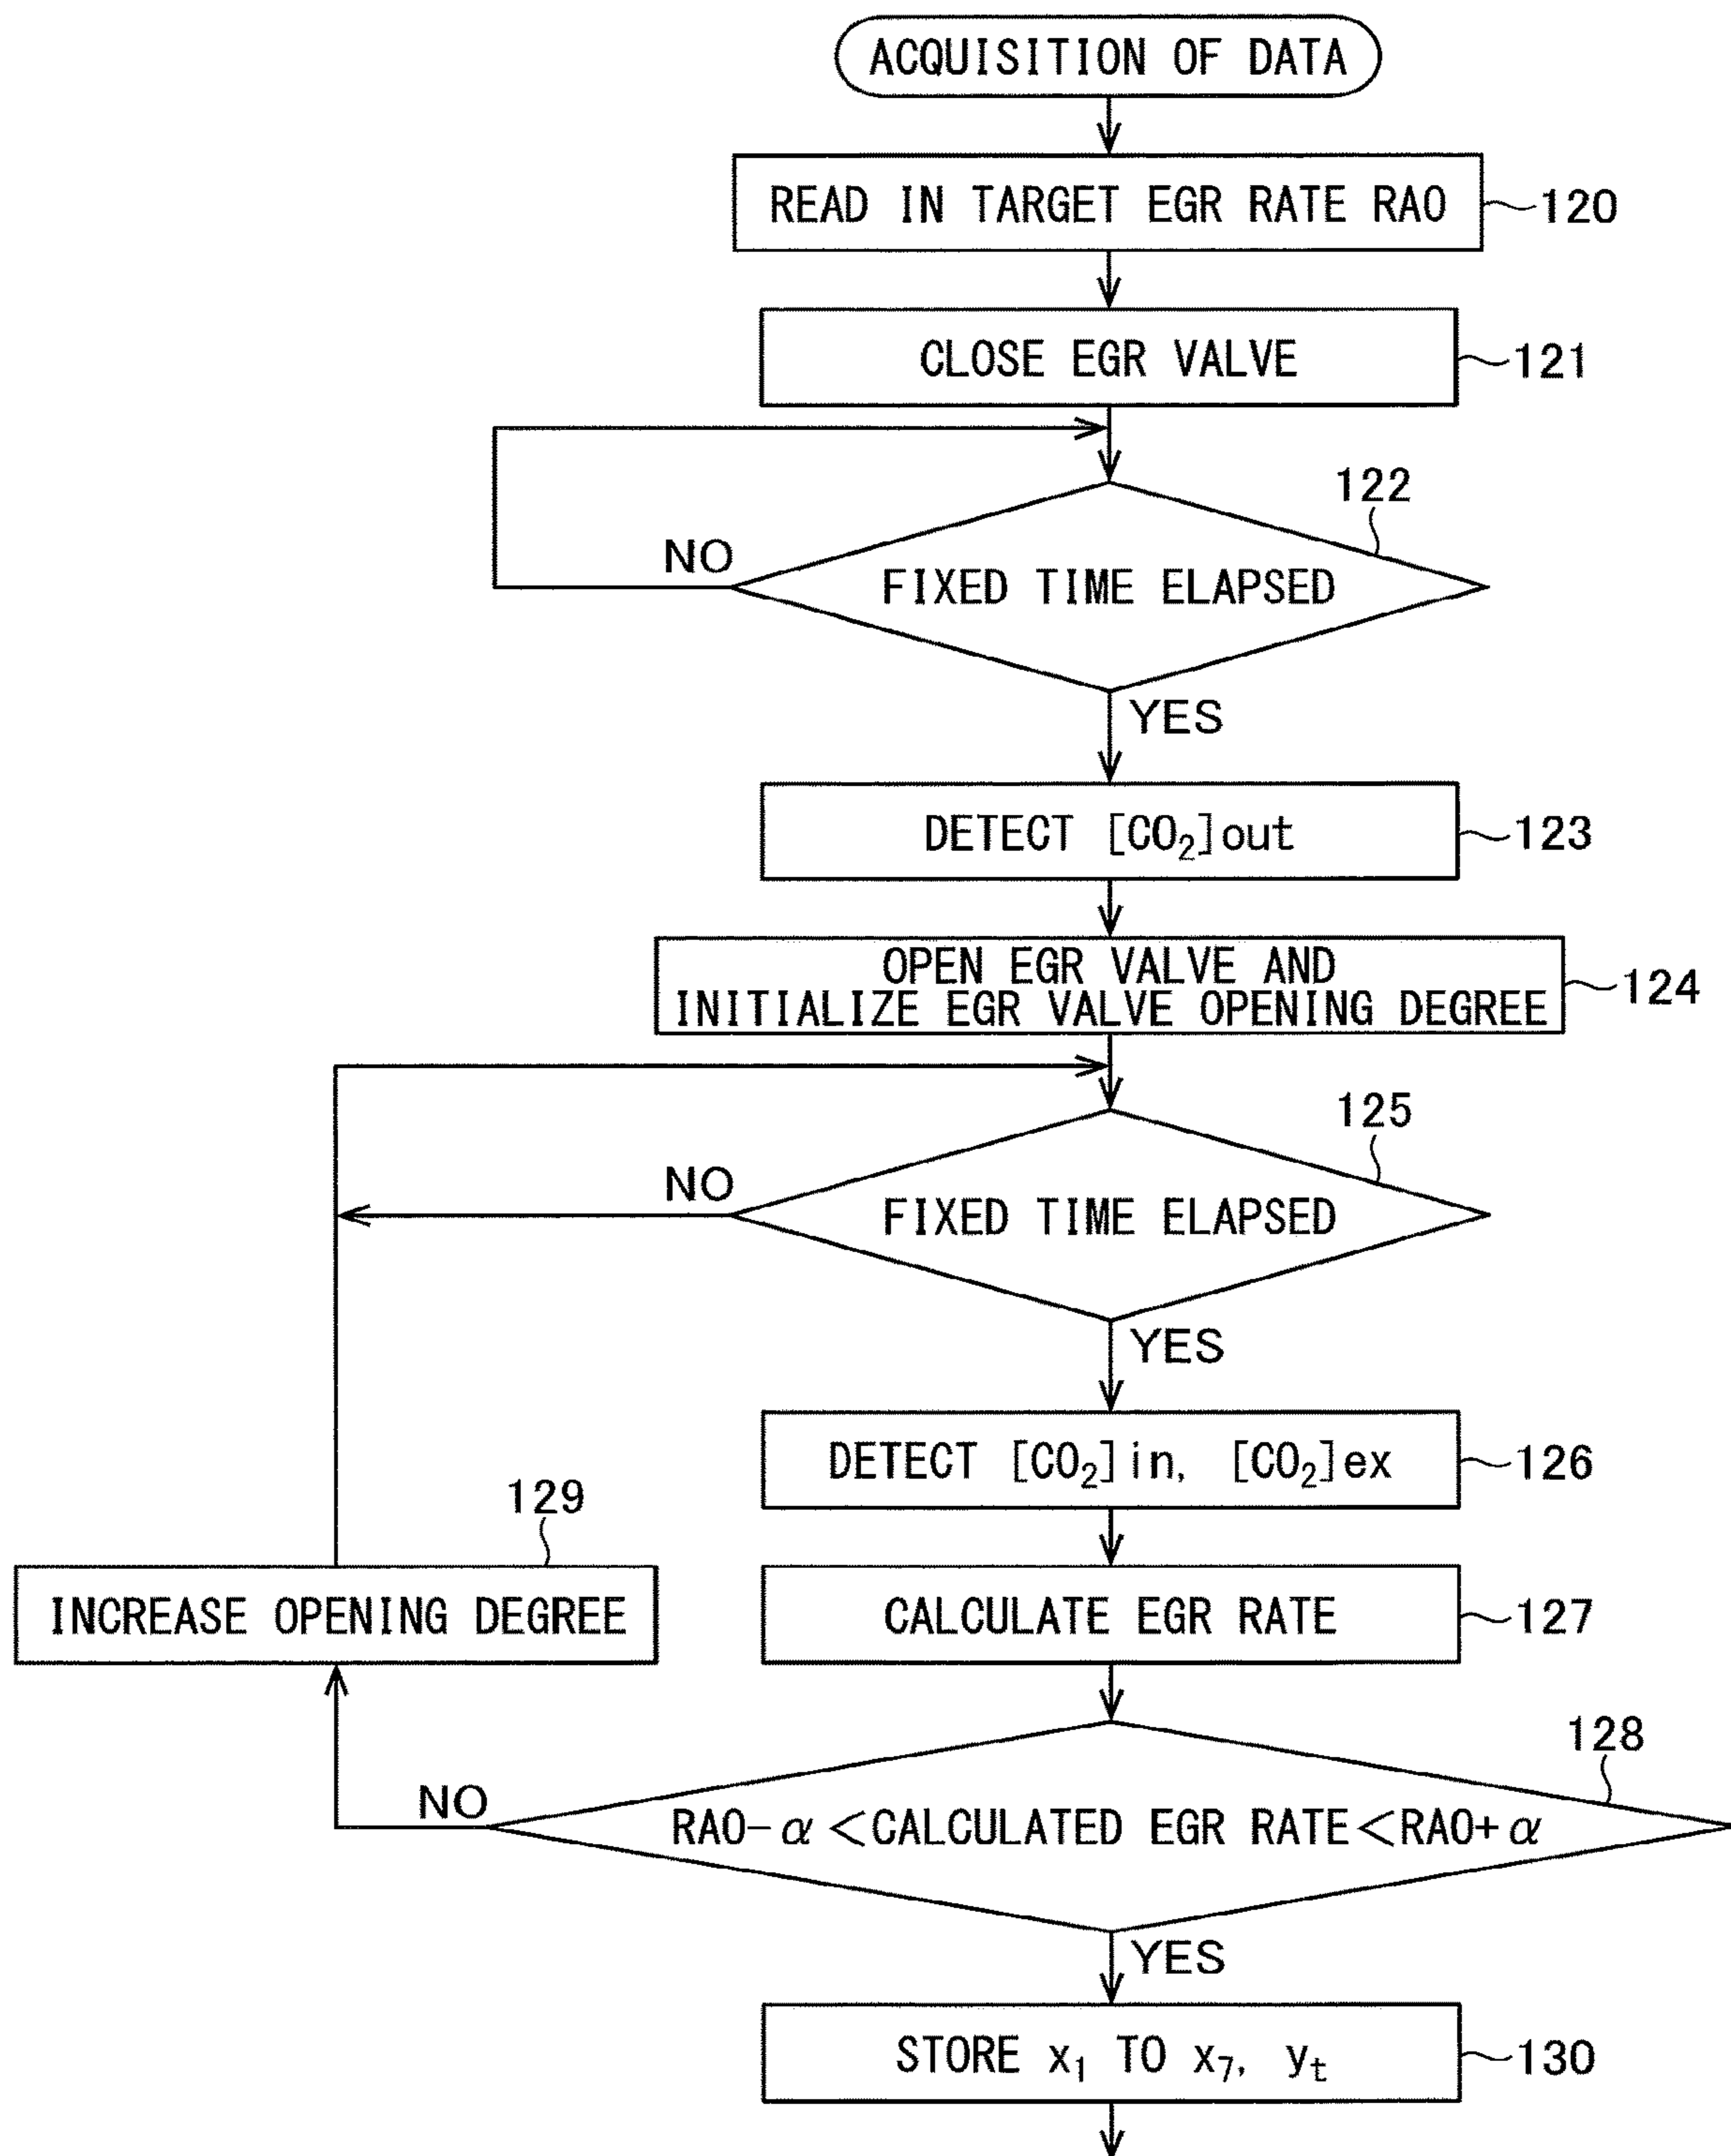 ACQUISITION OF DATA
READ IN TARGET EGR RATE RAO
120
CLOSE EGR VALVE
121
122
NO
FIXED TIME ELAPSED
YES
DETECT [CO₂]out
123
OPEN EGR VALVE AND
INITIALIZE EGR VALVE OPENING DEGREE
124
125
NO
FIXED TIME ELAPSED
YES
DETECT [CO₂]in, [CO₂]ex
126
129
INCREASE OPENING DEGREE
CALCULATE EGR RATE
127
128
NO
RAO-α<CALCULATED EGR RATE<RAO+α
YES
STORE x₁ TO x₇, yₜ
130